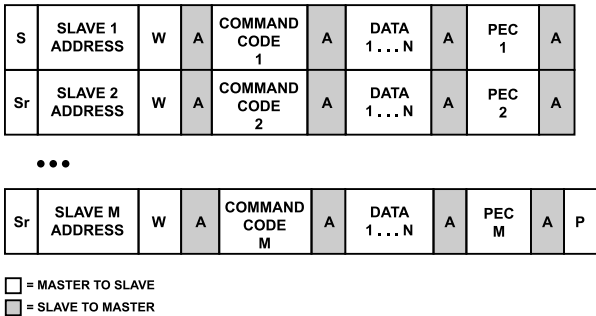 S SLAVE 1 ADDRESS W A COMMAND CODE 1 A DATA 1 . . . N A PEC 1 A
Sr SLAVE 2 ADDRESS W A COMMAND CODE 2 A DATA 1 . . . N A PEC 2 A
•••
Sr SLAVE M ADDRESS W A COMMAND CODE M A DATA 1 . . . N A PEC M A P
= MASTER TO SLAVE
= SLAVE TO MASTER